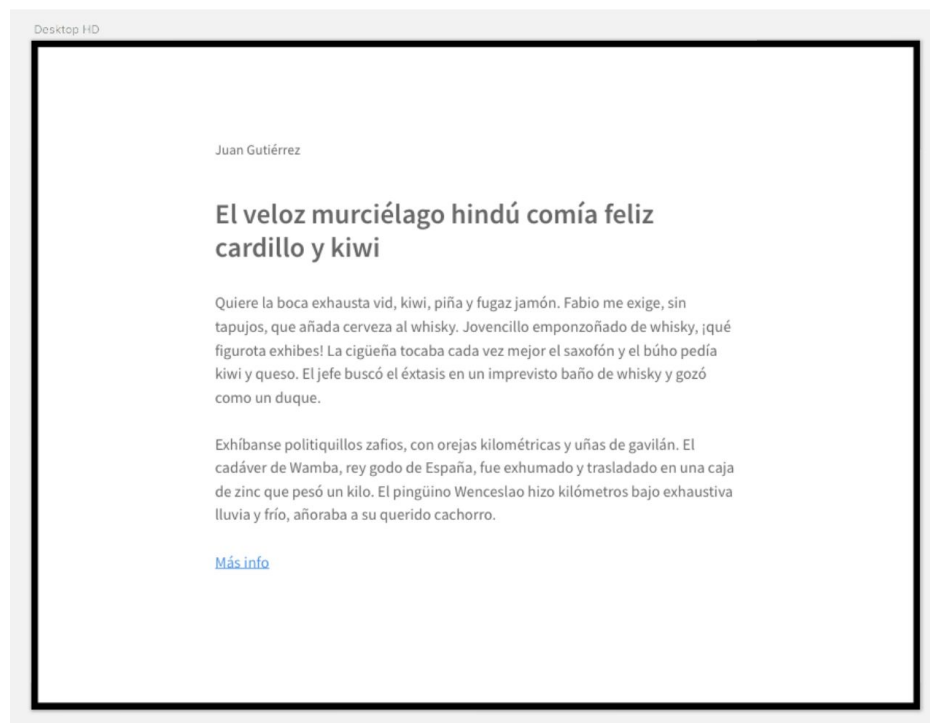 Desktop HD
Juan Gutiérrez
El veloz murciélago hindú comía feliz
cardillo y kiwi
Quiere la boca exhausta vid, kiwi, piña y fugaz jamón. Fabio me exige, sin
tapujos, que añada cerveza al whisky. Jovencillo emponzoñado de whisky, ¡qué
figurota exhibes! La cigüeña tocaba cada vez mejor el saxofón y el búho pedía
kiwi y queso. El jefe buscó el éxtasis en un imprevisto baño de whisky y gozó
como un duque.
Exhíbanse politiquillos zafios, con orejas kilométricas y uñas de gavilán. El
cadáver de Wamba, rey godo de España, fue exhumado y trasladado en una caja
de zinc que pesó un kilo. El pingüino Wenceslao hizo kilómetros bajo exhaustiva
lluvia y frío, añoraba a su querido cachorro.
Más info